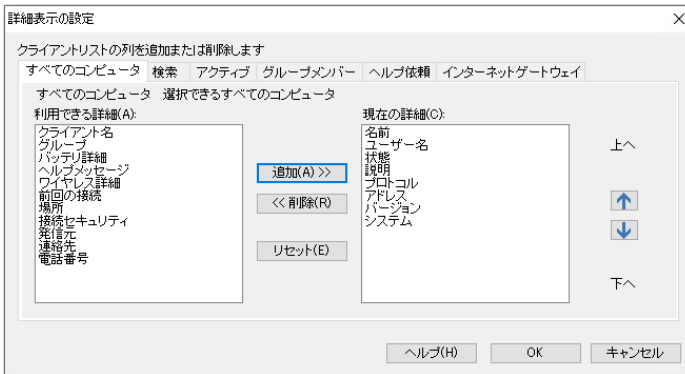 詳細表示の設定
クライアントリストの列を追加または削除します
すべてのコンピュータ 検索 アクティブ グループメンバー ヘルプ依頼 インターネットゲートウェイ
すべてのコンピュータ 選択できるすべてのコンピュータ
利用できる詳細(A):
クライアント名
グループ
バッテリ詳細
ヘルプメッセージ
ワイヤレス詳細
前回の接続
場所
接続セキュリティ
発信元
連絡先
電話番号
追加(A) >>
<< 削除(R)
リセット(E)
現在の詳細(C):
名前
ユーザー名
状態
説明
プロトコル
アドレス
バージョン
システム
上へ
下へ
ヘルプ(H) OK キャンセル